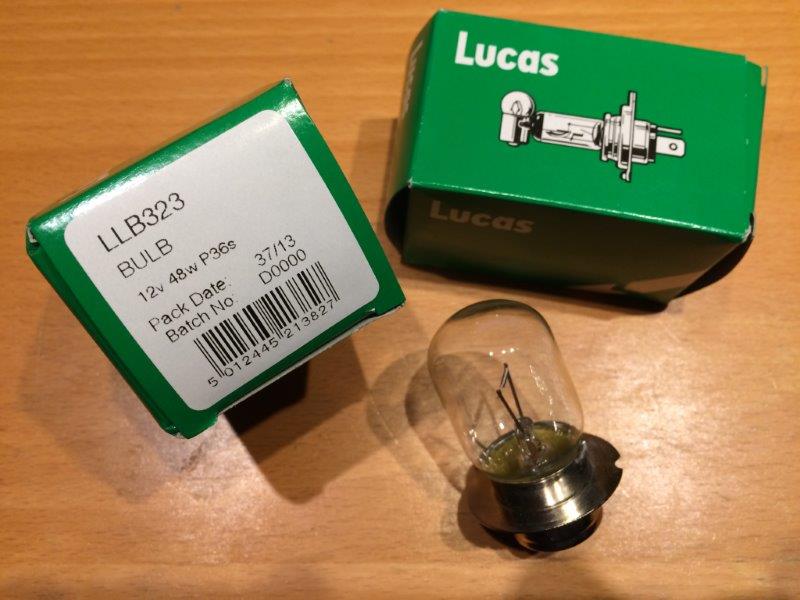 LLB323
BULB
12v 48w P36s
Pack Date: 37/13
Batch No: D0000
5 012445 213827
Lucas
Lucas